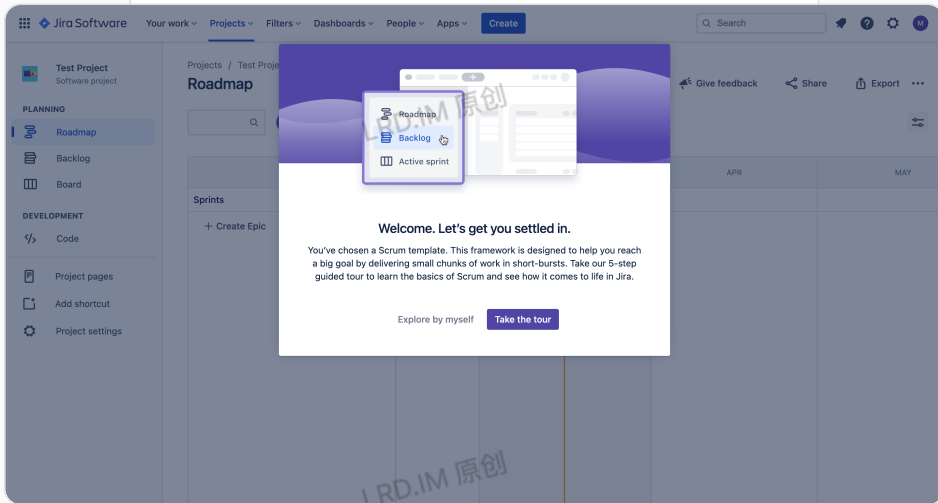 Jira Software
Your work
Projects
Filters
Dashboards
People
Apps
Create
Search
M
Test Project
Software project
PLANNING
Roadmap
Backlog
Board
DEVELOPMENT
Code
Project pages
Add shortcut
Project settings
Projects / Test Proje
Roadmap
Give feedback
Share
Export
APR
MAY
Sprints
+ Create Epic
Roadmap
Backlog
Active sprint
LRD.IM 原创
Welcome. Let's get you settled in.
You've chosen a Scrum template. This framework is designed to help you reach
a big goal by delivering small chunks of work in short-bursts. Take our 5-step
guided tour to learn the basics of Scrum and see how it comes to life in Jira.
Explore by myself
Take the tour
LRD.IM 原创